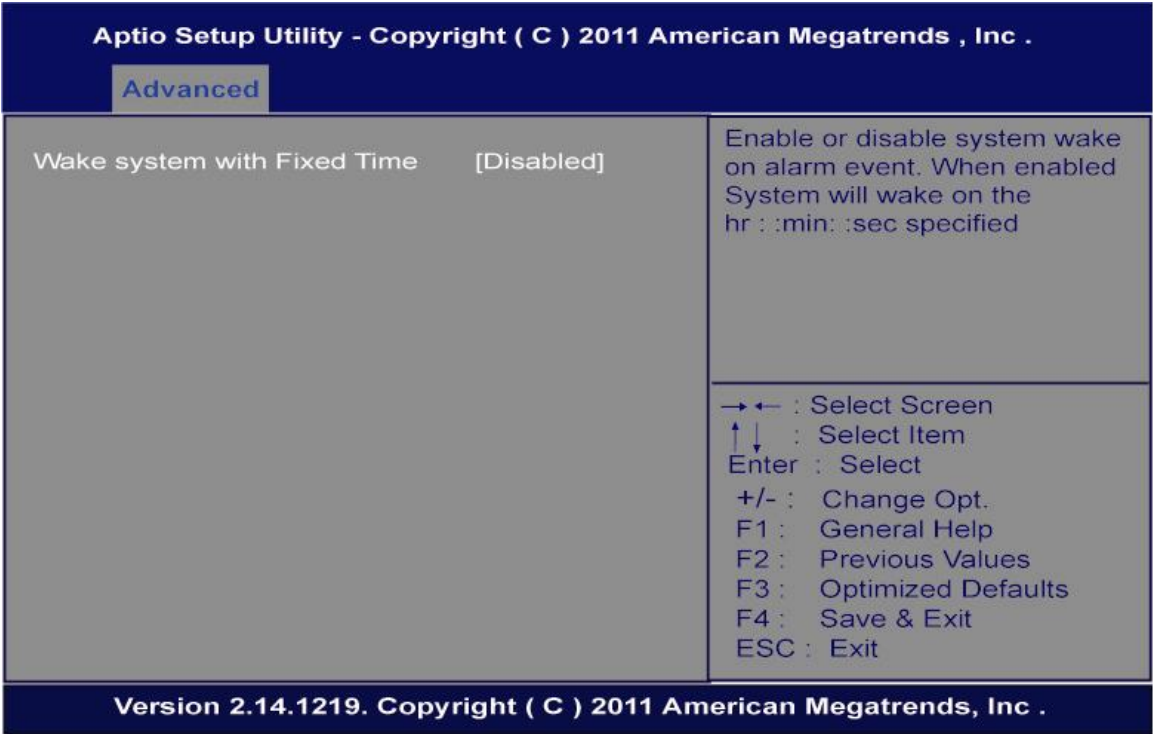 Aptio Setup Utility - Copyright ( C ) 2011 American Megatrends , Inc .
Advanced
Wake system with Fixed Time [Disabled]
Enable or disable system wake
on alarm event. When enabled
System will wake on the
hr : :min: :sec specified
→ ← : Select Screen
↑ ↓ : Select Item
Enter : Select
+/- : Change Opt.
F1 : General Help
F2 : Previous Values
F3 : Optimized Defaults
F4 : Save & Exit
ESC : Exit
Version 2.14.1219. Copyright ( C ) 2011 American Megatrends, Inc .